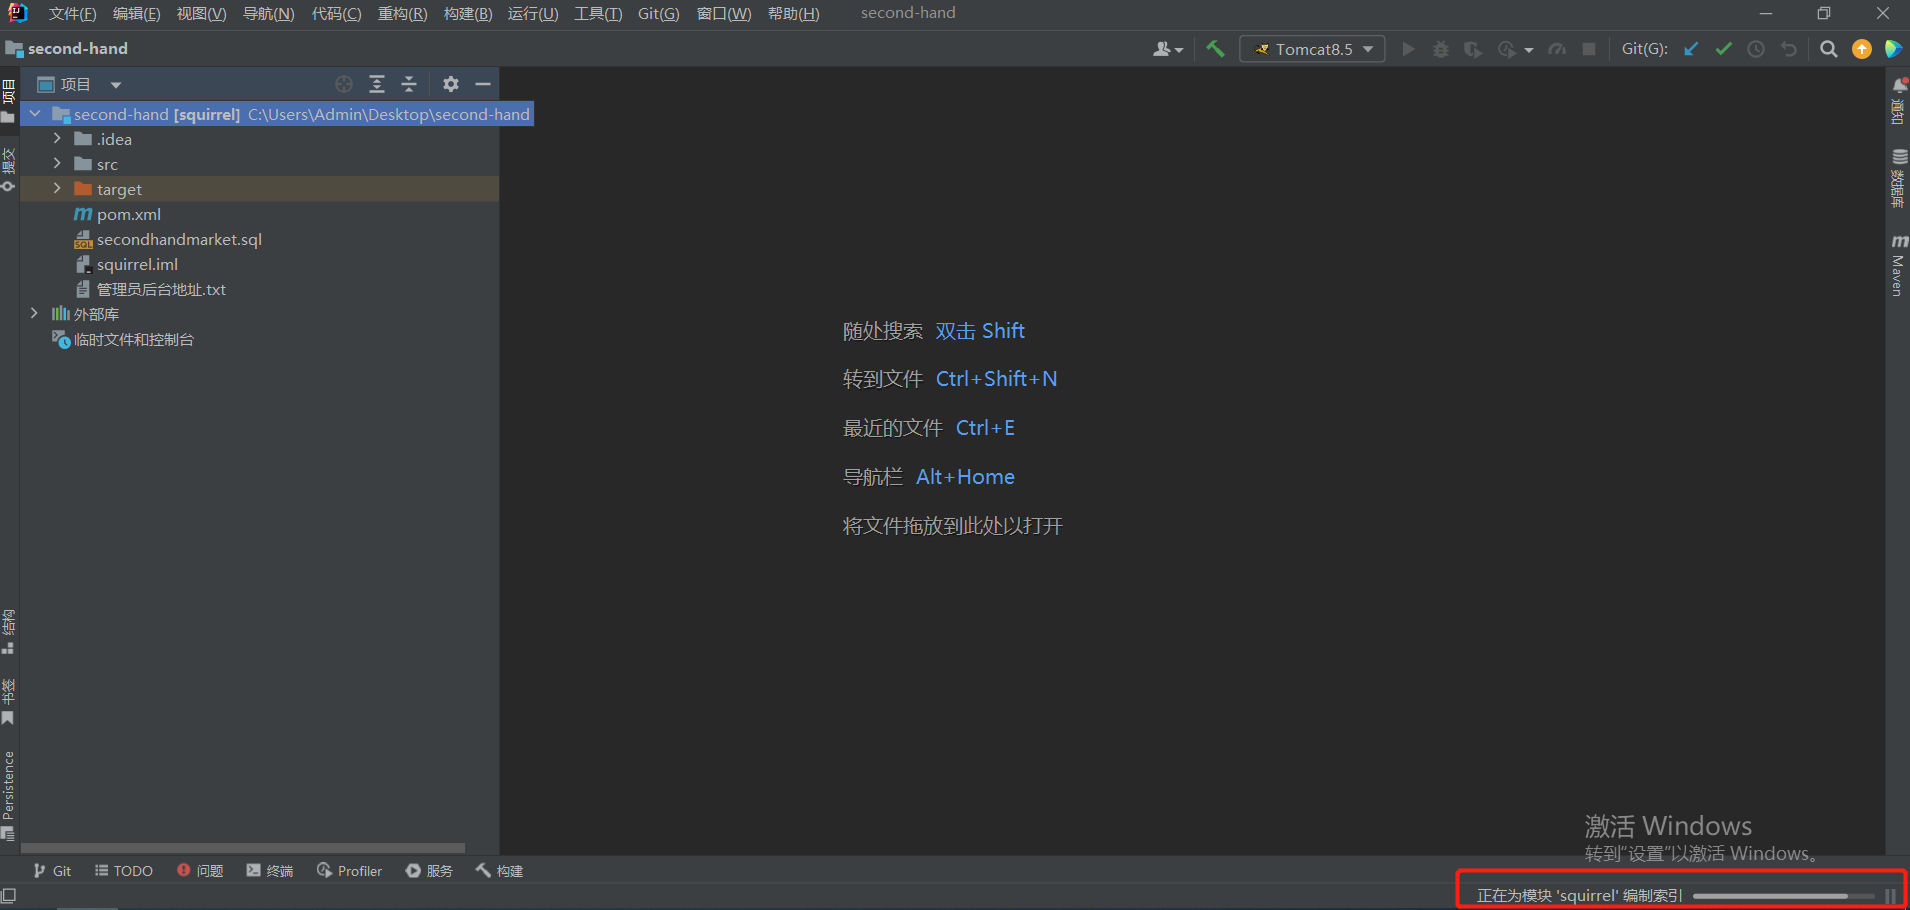 文件(F) 编辑(E) 视图(V) 导航(N) 代码(C) 重构(R) 构建(B) 运行(U) 工具(T) Git(G) 窗口(W) 帮助(H) second-hand
second-hand Tomcat8.5 Git(G):
项目
second-hand [squirrel] C:\Users\Admin\Desktop\second-hand
.idea
src
target
pom.xml
secondhandmarket.sql
squirrel.iml
管理员后台地址.txt
外部库
临时文件和控制台
项目
提交
结构
书签
Persistence
随处搜索 双击 Shift
转到文件 Ctrl+Shift+N
最近的文件 Ctrl+E
导航栏 Alt+Home
将文件拖放到此处以打开
通知
数据库
Maven
激活 Windows
转到“设置”以激活 Windows。
Git TODO 问题 终端 Profiler 服务 构建
正在为模块 'squirrel' 编制索引